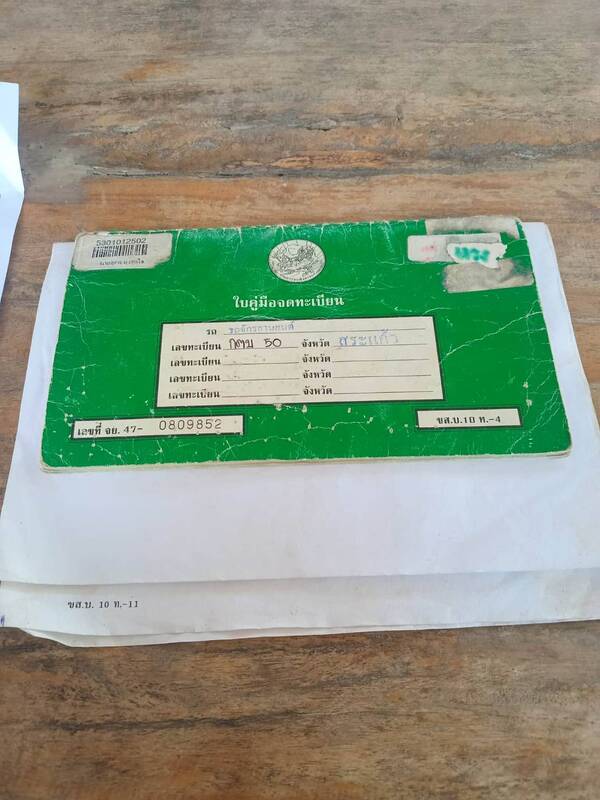 5301012502
ใบคู่มือจดทะเบียน
รถ รถจักรยานยนต์
เลขทะเบียน กตบ 50 จังหวัด สระแก้ว
เลขทะเบียน จังหวัด
เลขทะเบียน จังหวัด
เลขทะเบียน จังหวัด
เลขที่ จย. 47- 0809852
ขส.บ.10 ท.-4
ขส.บ. 10 ท.-11